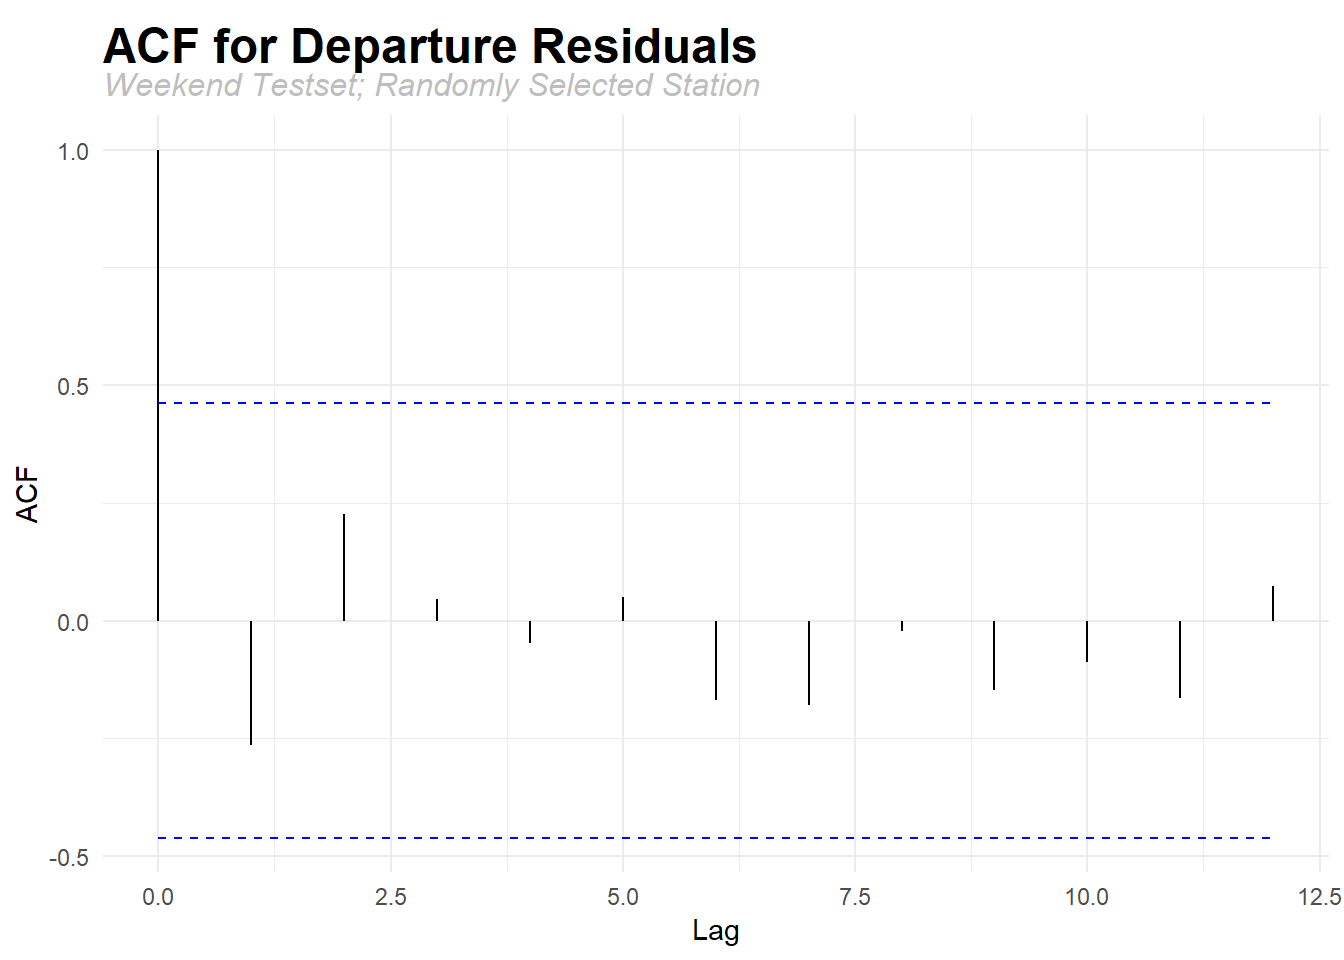 ACF for Departure Residuals
Weekend Testset; Randomly Selected Station
1.0
0.5
0.0
-0.5
ACF
0.0 2.5 5.0 7.5 10.0 12.5
Lag